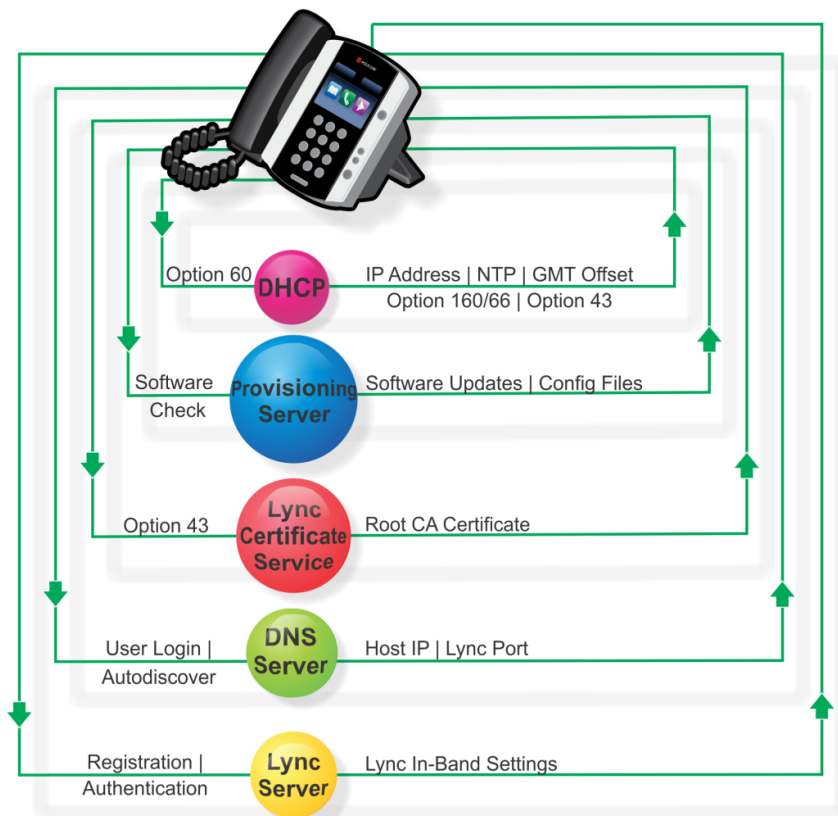 POLYCOM
Option 60
DHCP
IP Address | NTP | GMT Offset
Option 160/66 | Option 43
Software
Check
Provisioning
Server
Software Updates | Config Files
Option 43
Lync
Certificate
Service
Root CA Certificate
User Login |
Autodiscover
DNS
Server
Host IP | Lync Port
Registration |
Authentication
Lync
Server
Lync In-Band Settings